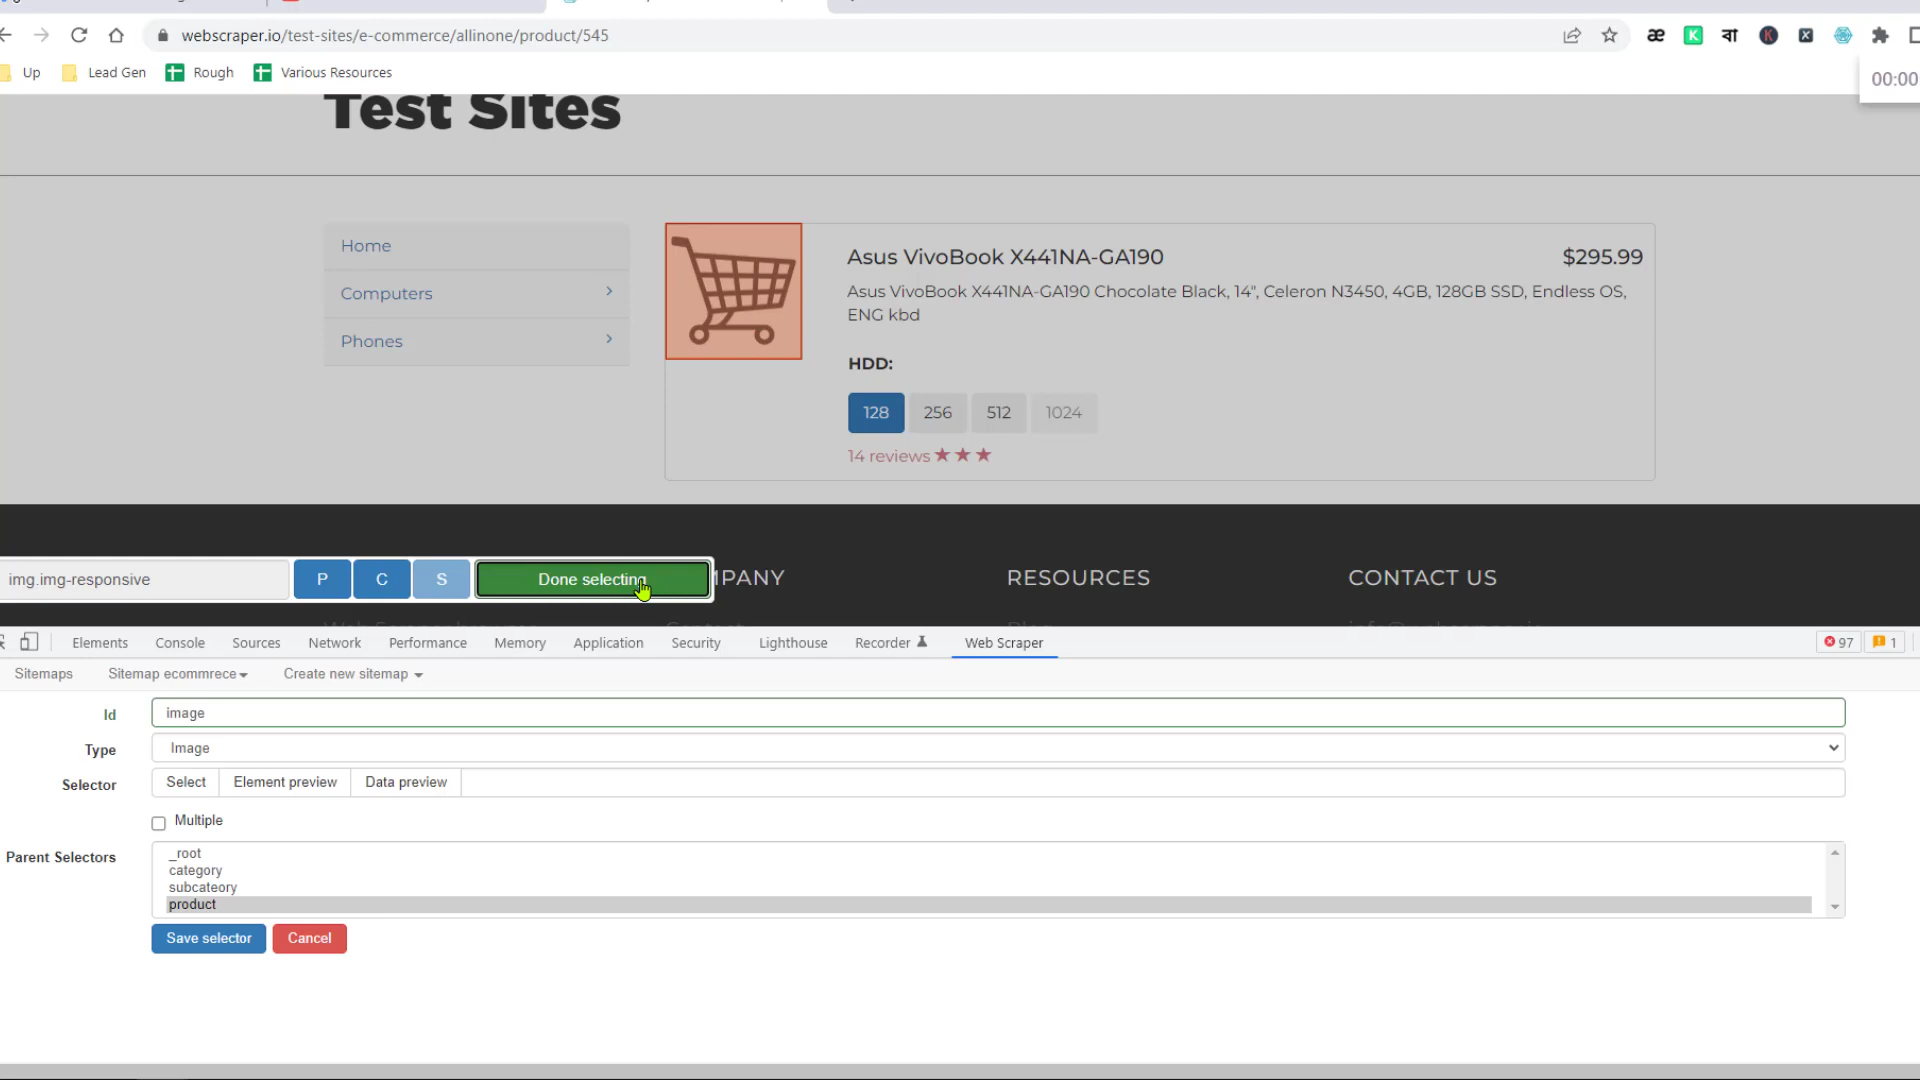 webscraper.io/test-sites/e-commerce/allinone/product/545
Up
Lead Gen
Rough
Various Resources
00:00
Test Sites
Home
Computers
Phones
Asus VivoBook X441NA-GA190
$295.99
Asus VivoBook X441NA-GA190 Chocolate Black, 14", Celeron N3450, 4GB, 128GB SSD, Endless OS,
ENG kbd
HDD:
128 256 512 1024
14 reviews ★★★
img.img-responsive
P C S
Done selecting
MPANY
RESOURCES
CONTACT US
Elements Console Sources Network Performance Memory Application Security Lighthouse Recorder Web Scraper
97
1
Sitemaps Sitemap ecommrece Create new sitemap
Id
image
Type
Image
Selector
Select Element preview Data preview
Multiple
Parent Selectors
_root
category
subcateory
product
Save selector Cancel